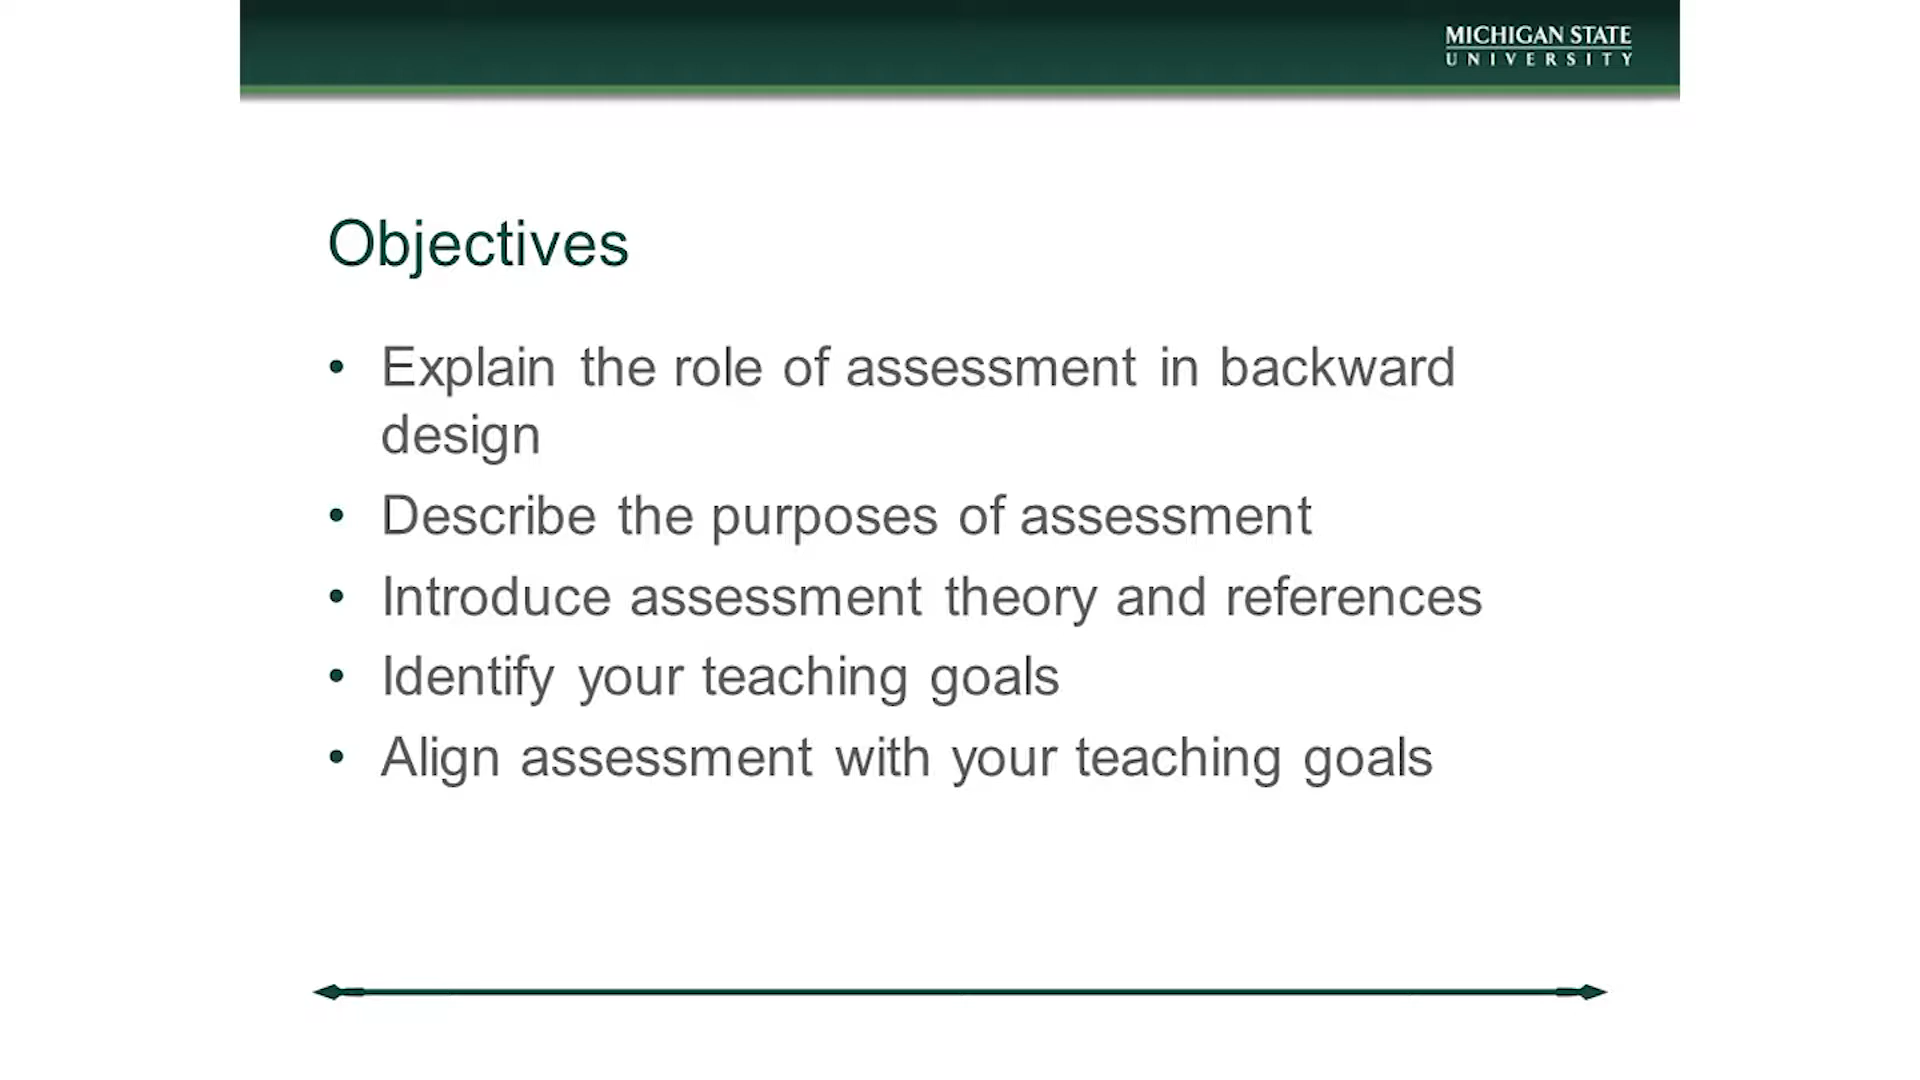 MICHIGAN STATE
UNIVERSITY
Objectives
• Explain the role of assessment in backward
design
• Describe the purposes of assessment
• Introduce assessment theory and references
• Identify your teaching goals
• Align assessment with your teaching goals